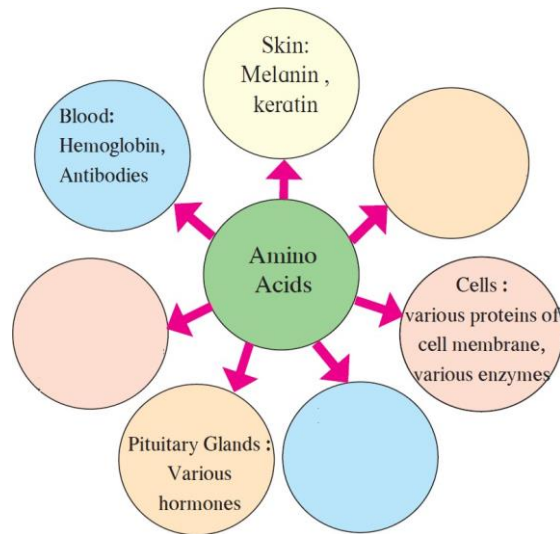 Skin:
Melanin ,
keratin
Blood:
Hemoglobin,
Antibodies
Amino
Acids
Cells :
various proteins of
cell membrane,
various enzymes
Pituitary Glands :
Various
hormones